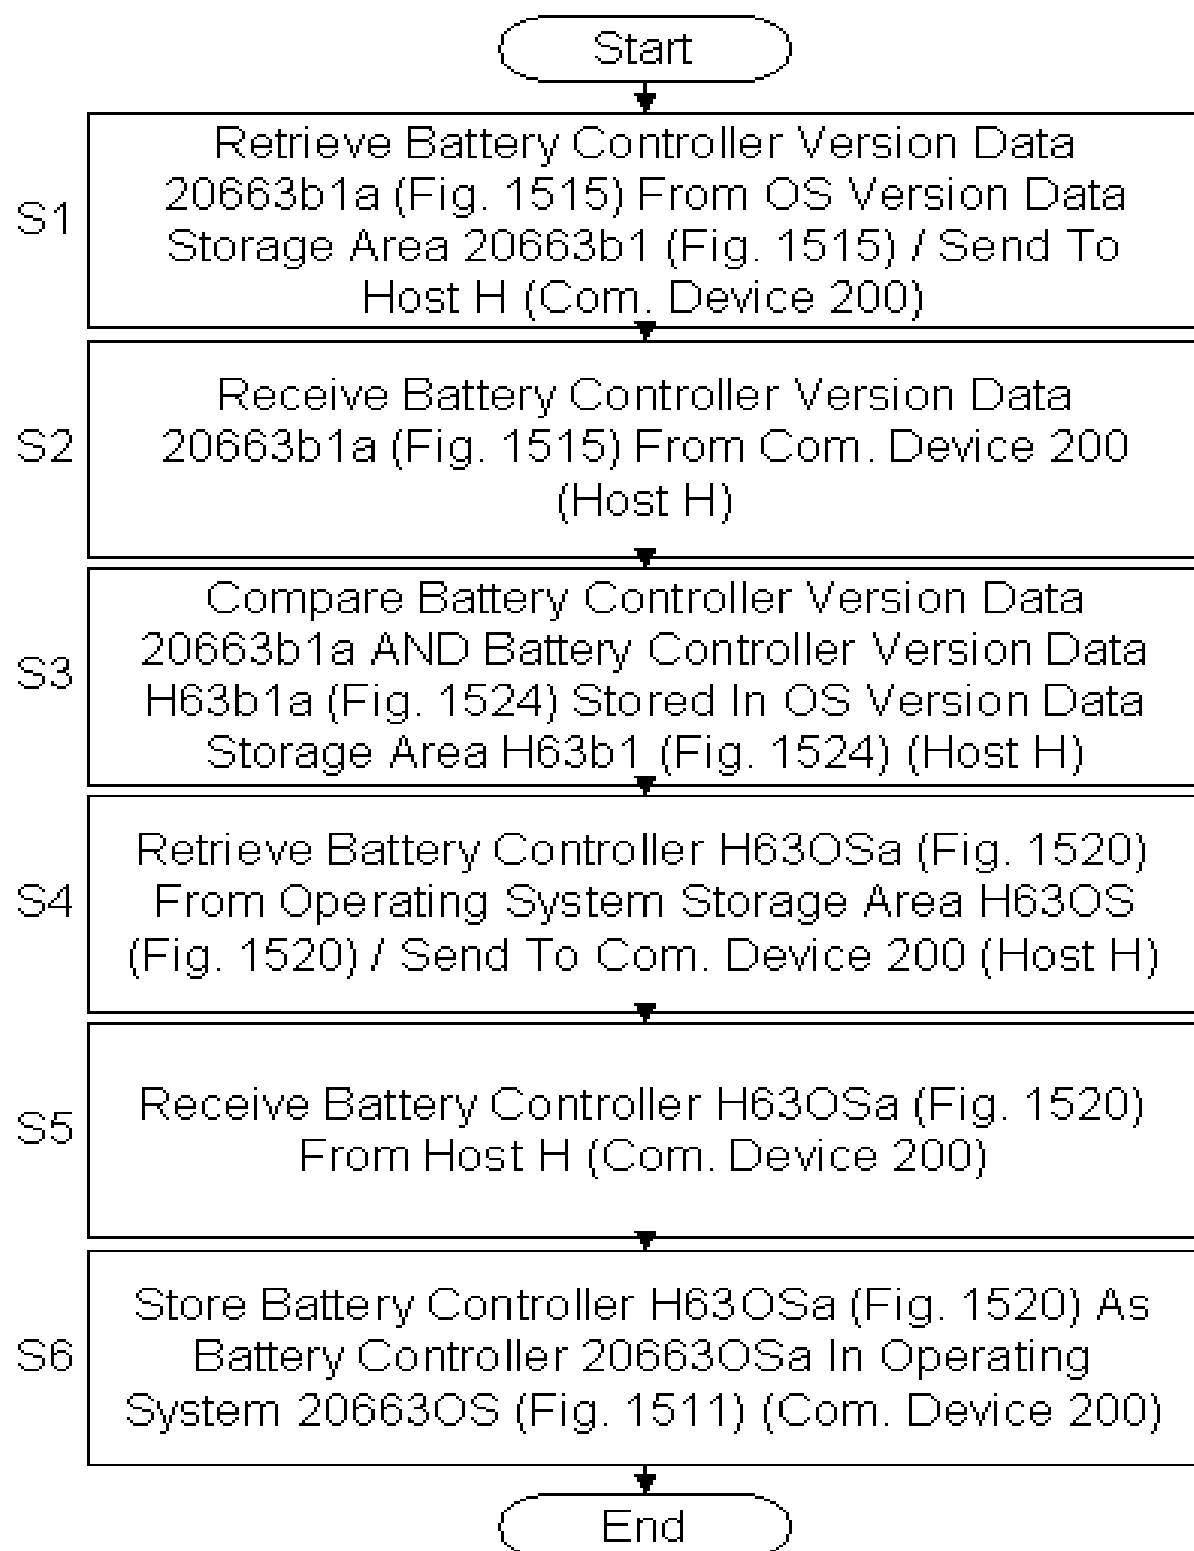 Start
S1
Retrieve Battery Controller Version Data
20663b1a (Fig. 1515) From OS Version Data
Storage Area 20663b1 (Fig. 1515) / Send To
Host H (Com. Device 200)
S2
Receive Battery Controller Version Data
20663b1a (Fig. 1515) From Com. Device 200
(Host H)
S3
Compare Battery Controller Version Data
20663b1a AND Battery Controller Version Data
H63b1a (Fig. 1524) Stored In OS Version Data
Storage Area H63b1 (Fig. 1524) (Host H)
S4
Retrieve Battery Controller H63OSa (Fig. 1520)
From Operating System Storage Area H63OS
(Fig. 1520) / Send To Com. Device 200 (Host H)
S5
Receive Battery Controller H63OSa (Fig. 1520)
From Host H (Com. Device 200)
S6
Store Battery Controller H63OSa (Fig. 1520) As
Battery Controller 20663OSa In Operating
System 20663OS (Fig. 1511) (Com. Device 200)
End